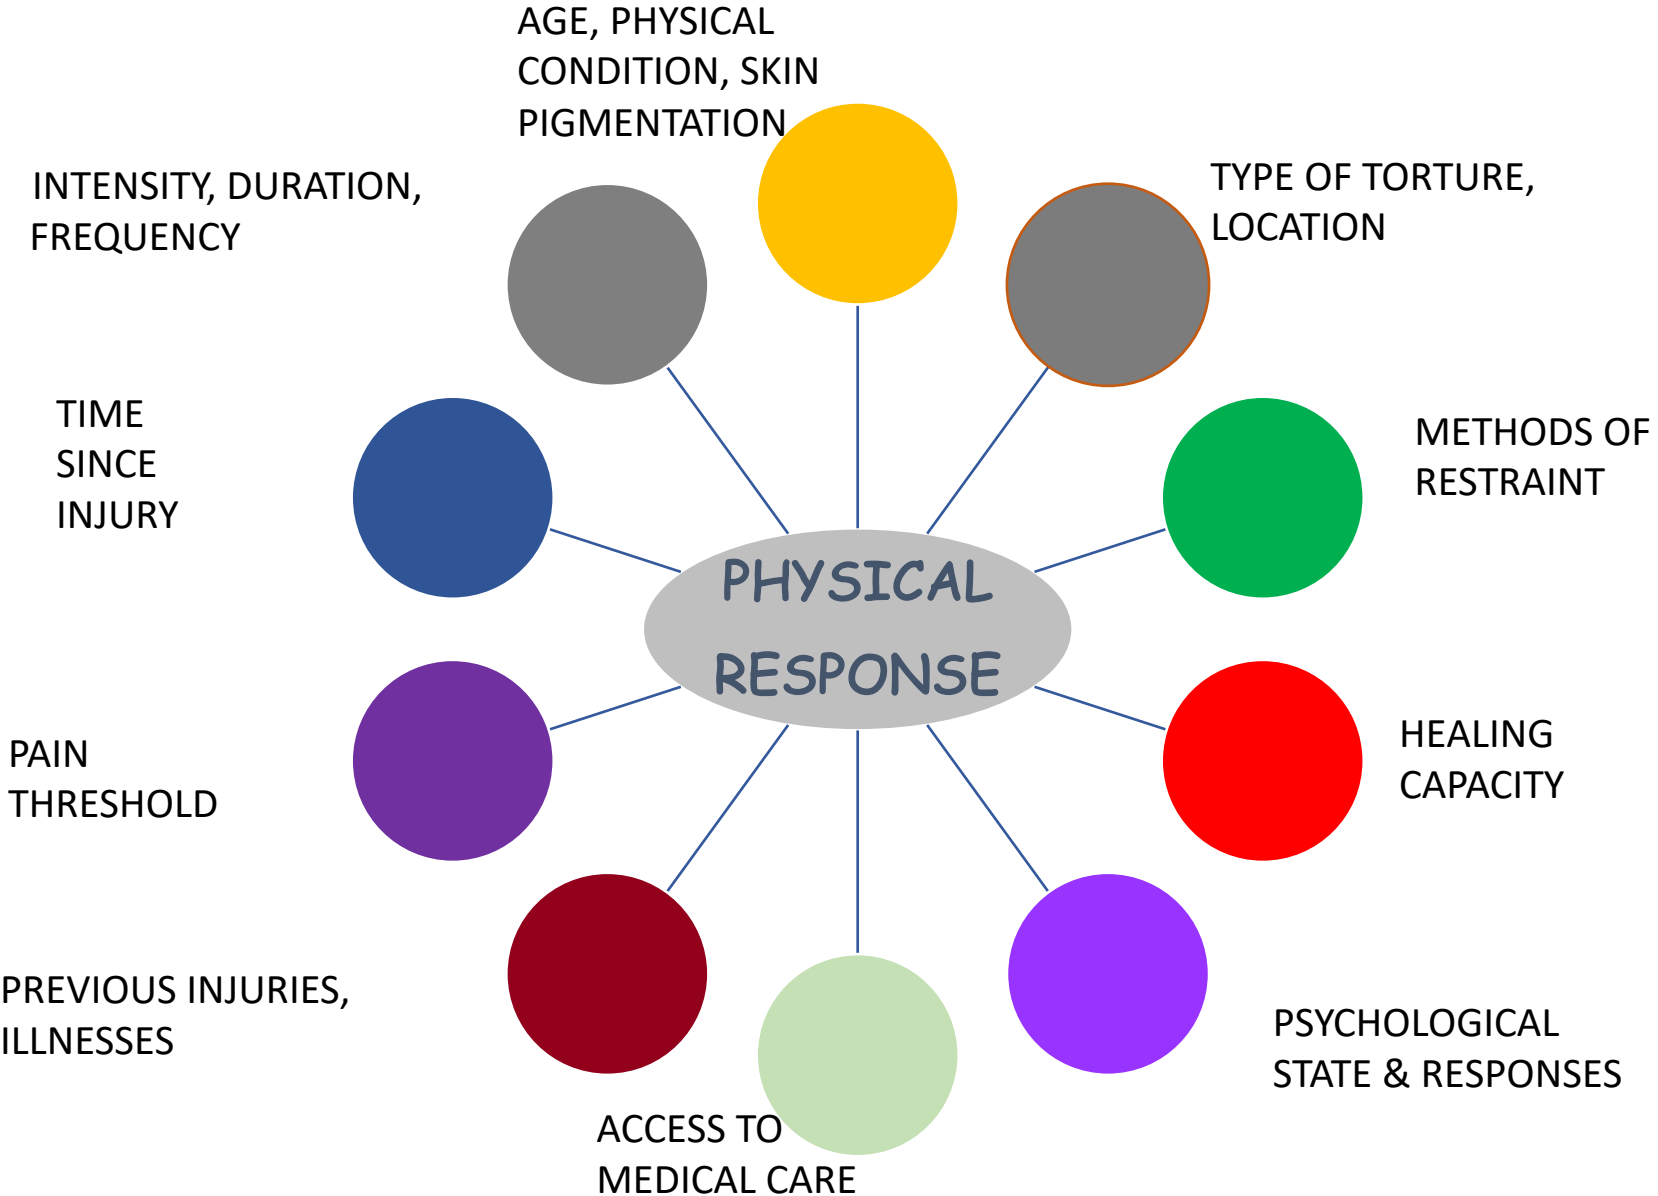 AGE, PHYSICAL
CONDITION, SKIN
PIGMENTATION
TYPE OF TORTURE,
LOCATION
METHODS OF
RESTRAINT
HEALING
CAPACITY
PSYCHOLOGICAL
STATE & RESPONSES
ACCESS TO
MEDICAL CARE
PREVIOUS INJURIES,
ILLNESSES
PAIN
THRESHOLD
TIME
SINCE
INJURY
INTENSITY, DURATION,
FREQUENCY
PHYSICAL
RESPONSE